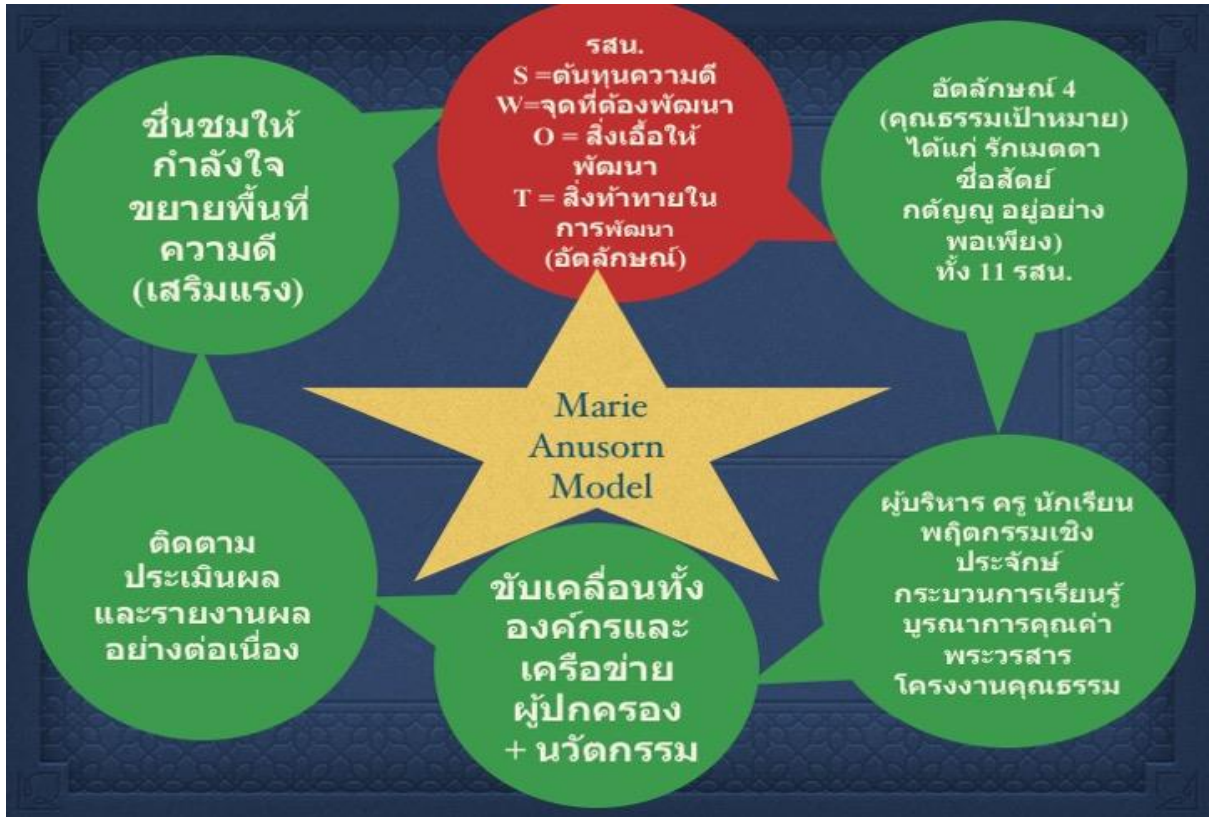 รสน.
S =ต้นทุนความดี
W=จุดที่ต้องพัฒนา
O = สิ่งเอื้อให้
พัฒนา
T = สิ่งท้าทายใน
การพัฒนา
(อัตลักษณ์)
อัตลักษณ์ 4
(คุณธรรมเป้าหมาย)
ได้แก่ รักเมตตา
ซื่อสัตย์
กตัญญู อยู่อย่าง
พอเพียง)
ทั้ง 11 รสน.
ผู้บริหาร ครู นักเรียน
พฤติกรรมเชิง
ประจักษ์
กระบวนการเรียนรู้
บูรณาการคุณค่า
พระวรสาร
โครงงานคุณธรรม
ขับเคลื่อนทั้ง
องค์กรและ
เครือข่าย
ผู้ปกครอง
+ นวัตกรรม
ติดตาม
ประเมินผล
และรายงานผล
อย่างต่อเนื่อง
ชื่นชมให้
กำลังใจ
ขยายพื้นที่
ความดี
(เสริมแรง)
Marie
Anusorn
Model